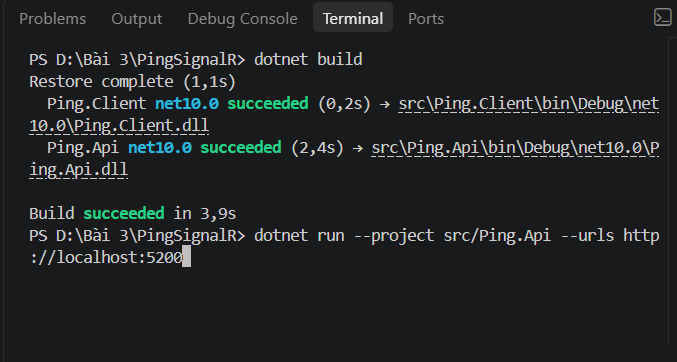 Problems Output Debug Console Terminal Ports
PS D:\Bài 3\PingSignalR> dotnet build
Restore complete (1,1s)
  Ping.Client net10.0 succeeded (0,2s) → src\Ping.Client\bin\Debug\net
10.0\Ping.Client.dll
  Ping.Api net10.0 succeeded (2,4s) → src\Ping.Api\bin\Debug\net10.0\P
ing.Api.dll
Build succeeded in 3,9s
PS D:\Bài 3\PingSignalR> dotnet run --project src/Ping.Api --urls http
://localhost:5200